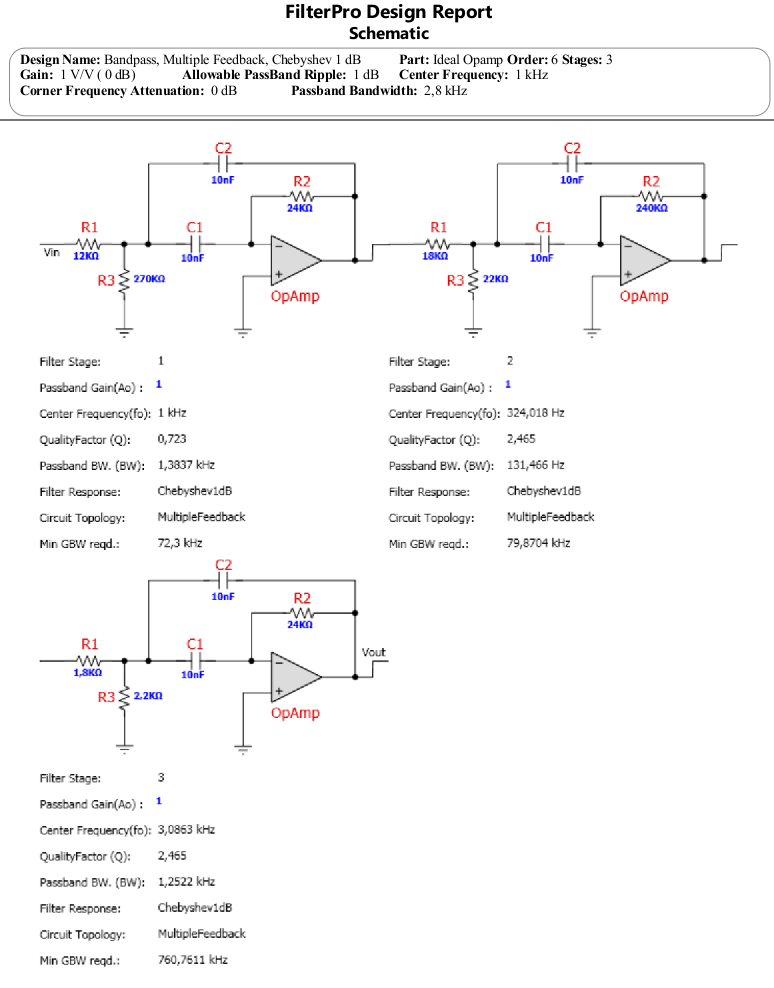 FilterPro Design Report
Schematic
Design Name: Bandpass, Multiple Feedback, Chebyshev 1 dB Part: Ideal Opamp Order: 6 Stages: 3
Gain: 1 V/V ( 0 dB) Allowable PassBand Ripple: 1 dB Center Frequency: 1 kHz
Corner Frequency Attenuation: 0 dB Passband Bandwidth: 2,8 kHz
C2
10nF
R2
24KΩ
R1
12KΩ
C1
10nF
Vin
R3
270KΩ
OpAmp
C2
10nF
R2
240KΩ
R1
18KΩ
C1
10nF
R3
22KΩ
OpAmp
Filter Stage: 1
Passband Gain(Ao) : 1
Center Frequency(fo): 1 kHz
QualityFactor (Q): 0,723
Passband BW. (BW): 1,3837 kHz
Filter Response: Chebyshev1dB
Circuit Topology: MultipleFeedback
Min GBW reqd.: 72,3 kHz
Filter Stage: 2
Passband Gain(Ao) : 1
Center Frequency(fo): 324,018 Hz
QualityFactor (Q): 2,465
Passband BW. (BW): 131,466 Hz
Filter Response: Chebyshev1dB
Circuit Topology: MultipleFeedback
Min GBW reqd.: 79,8704 kHz
C2
10nF
R2
24KΩ
R1
1,8KΩ
C1
10nF
Vout
R3
2,2KΩ
OpAmp
Filter Stage: 3
Passband Gain(Ao) : 1
Center Frequency(fo): 3,0863 kHz
QualityFactor (Q): 2,465
Passband BW. (BW): 1,2522 kHz
Filter Response: Chebyshev1dB
Circuit Topology: MultipleFeedback
Min GBW reqd.: 760,7611 kHz